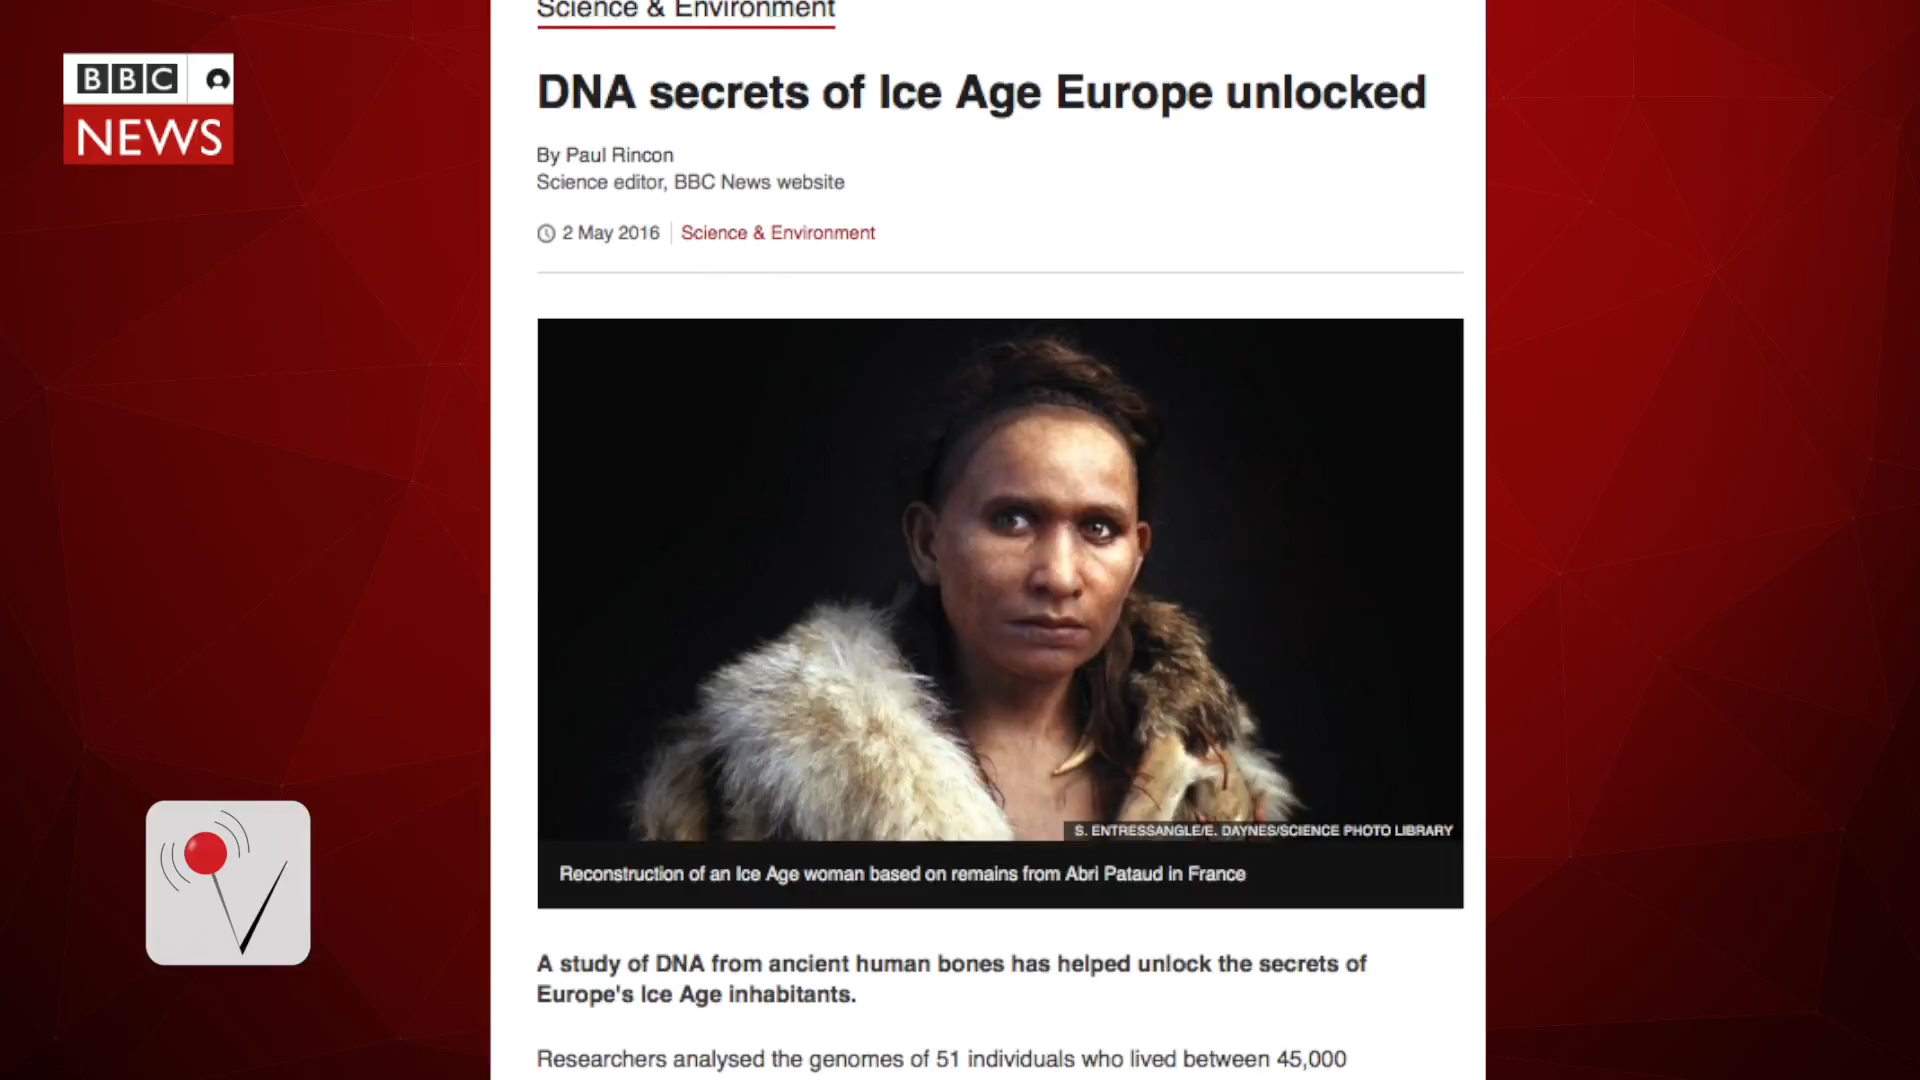 BBC
NEWS
Science & Environment
DNA secrets of Ice Age Europe unlocked
By Paul Rincon
Science editor, BBC News website
2 May 2016
Science & Environment
S. ENTRESSANGLE/E. DAYNES/SCIENCE PHOTO LIBRARY
Reconstruction of an Ice Age woman based on remains from Abri Pataud in France
A study of DNA from ancient human bones has helped unlock the secrets of
Europe's Ice Age inhabitants.
Researchers analysed the genomes of 51 individuals who lived between 45,000